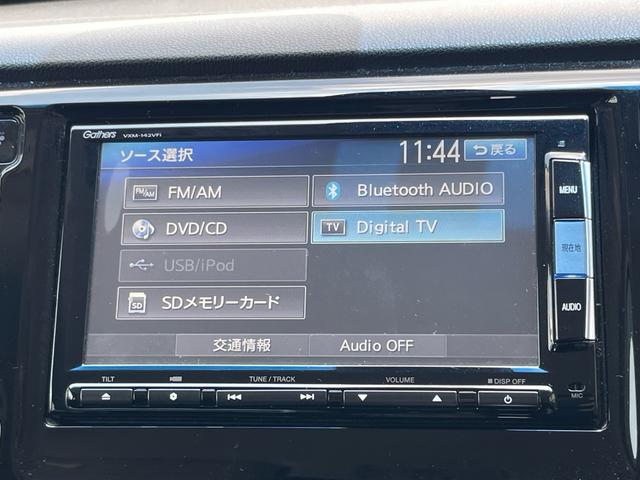 Gathers VXM-142VFi
ソース選択 11:44 戻る
FM/AM FM/AM Bluetooth AUDIO
DVD/CD TV Digital TV
USB/iPod
SD SDメモリーカード
交通情報 Audio OFF
MENU
現在地
AUDIO
TILT TUNE / TRACK VOLUME DISP OFF
MIC